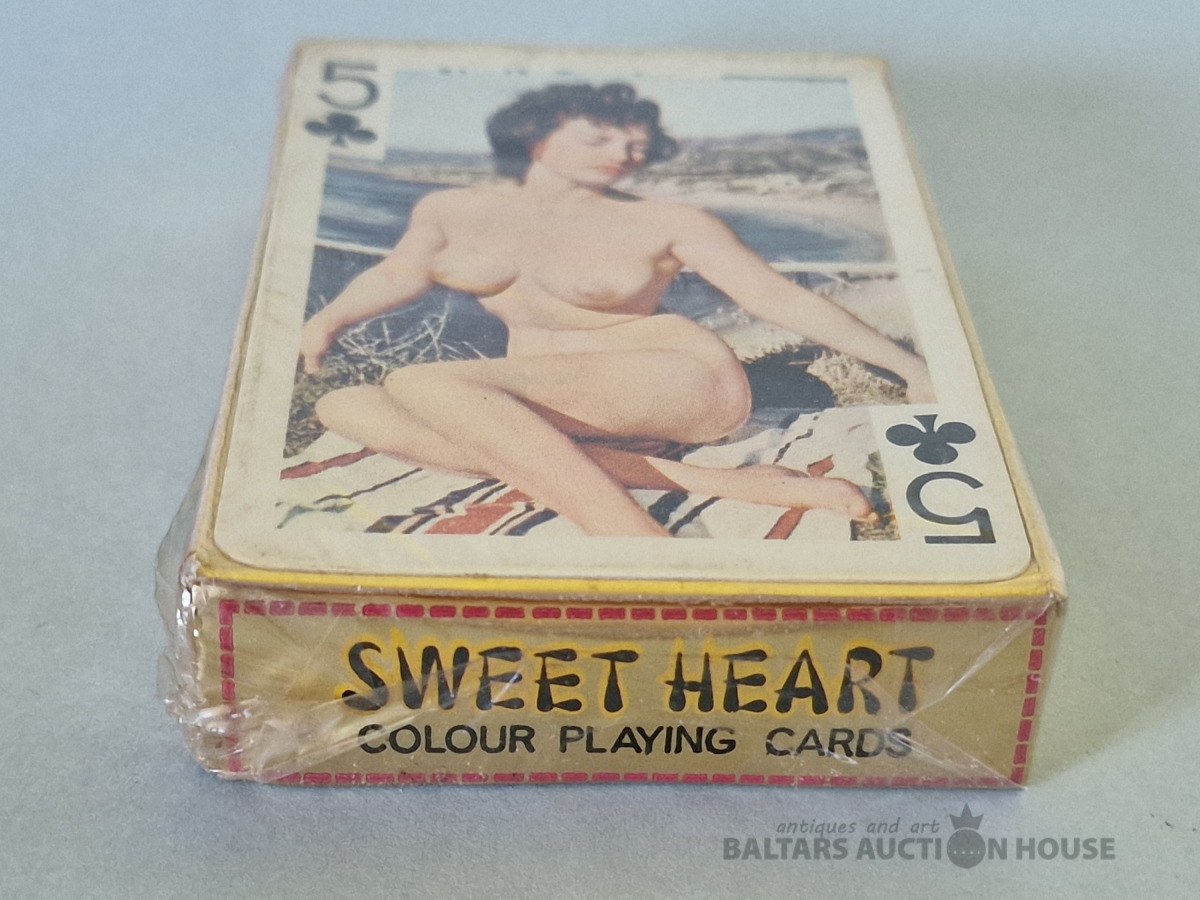 5
5
SWEET HEART
COLOUR PLAYING CARDS
antiques and art
BALTARS AUCTION HOUSE